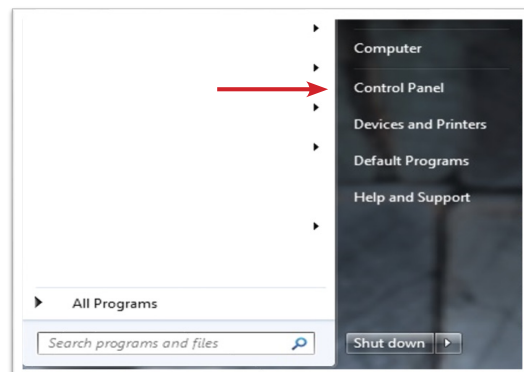 Computer
Control Panel
Devices and Printers
Default Programs
Help and Support
All Programs
Search programs and files
Shut down